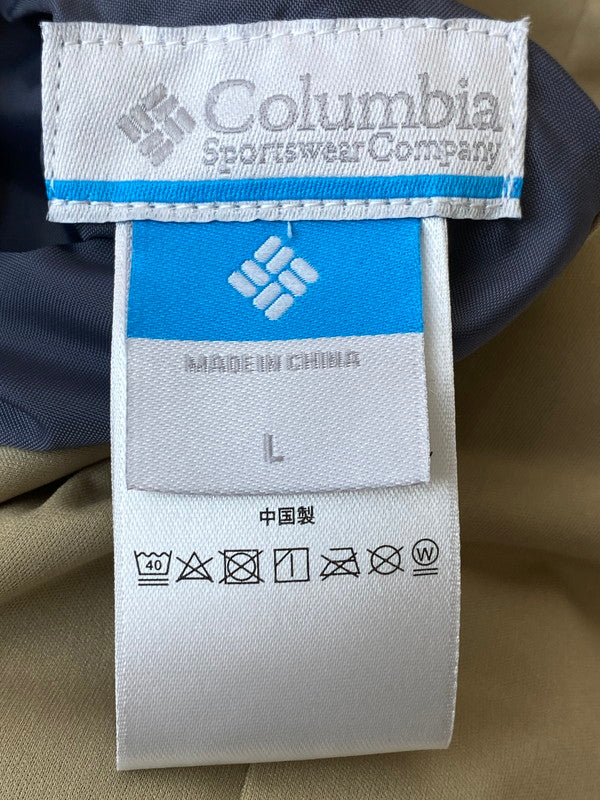 Columbia
Sportswear Company
MADE IN CHINA
L
中国製
40 W